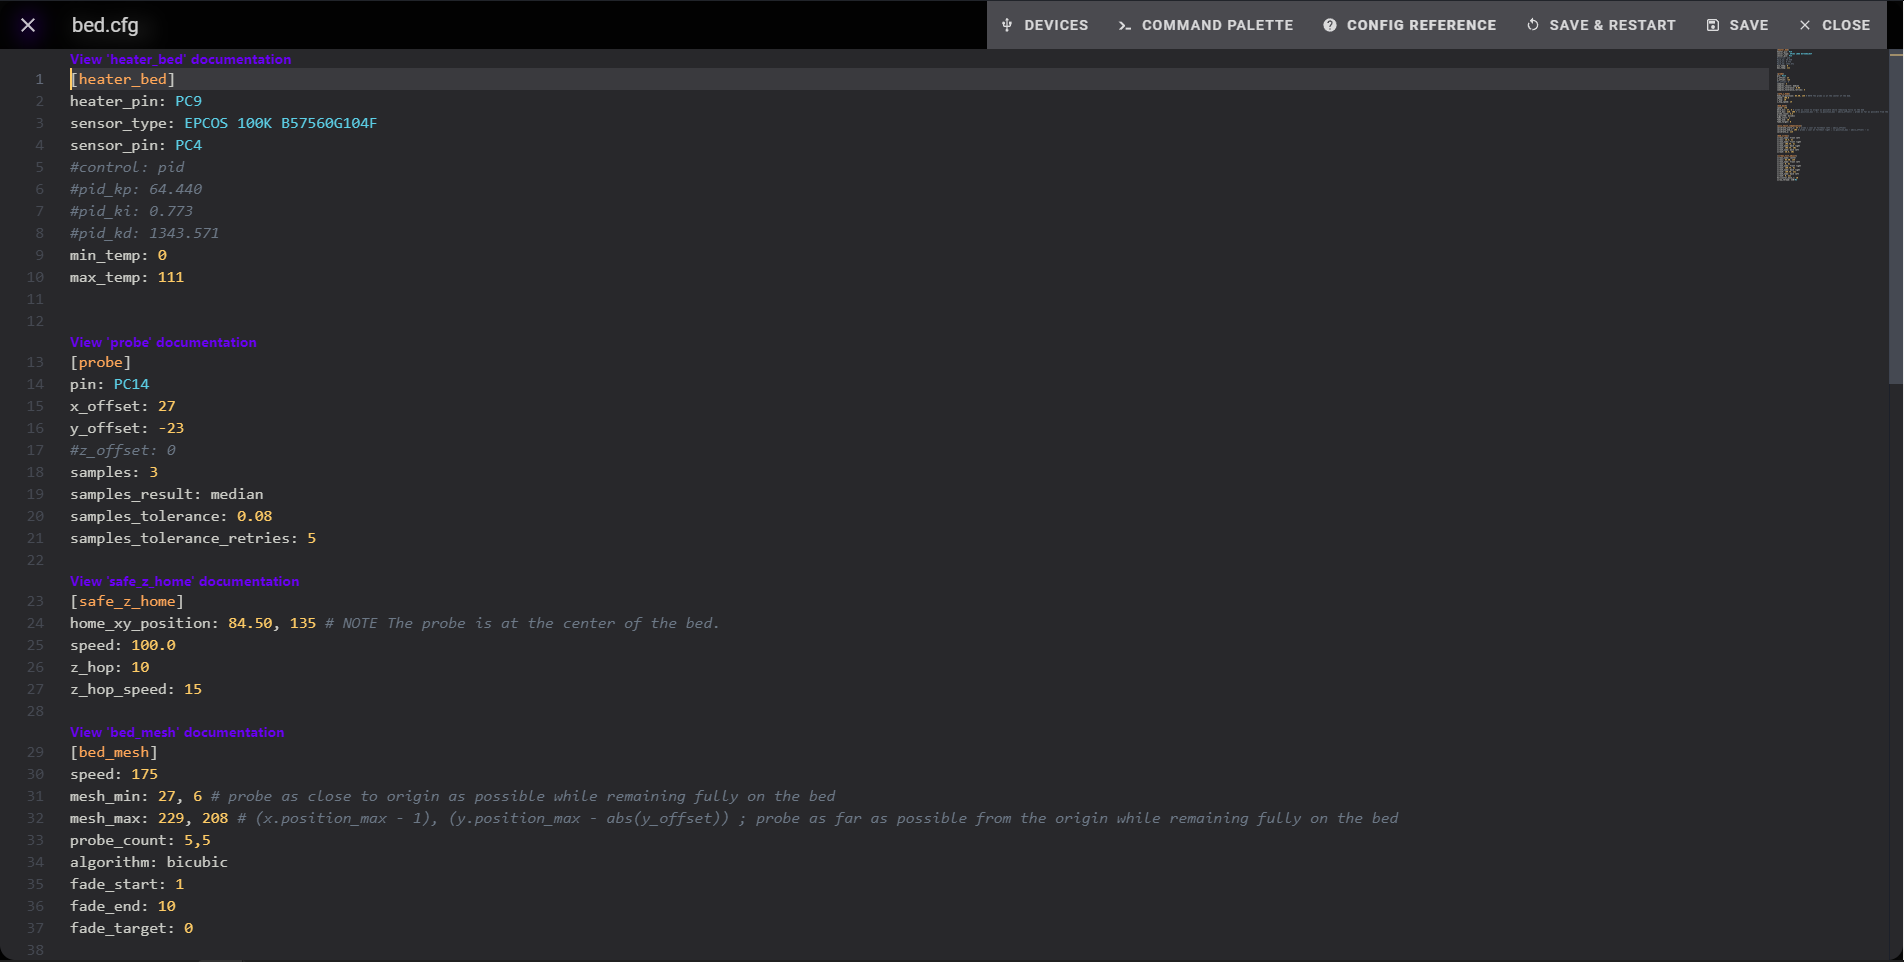 bed.cfg
DEVICES
COMMAND PALETTE
CONFIG REFERENCE
SAVE & RESTART
SAVE
CLOSE
View 'heater_bed' documentation
1 [heater_bed]
2 heater_pin: PC9
3 sensor_type: EPCOS 100K B57560G104F
4 sensor_pin: PC4
5 #control: pid
6 #pid_kp: 64.440
7 #pid_ki: 0.773
8 #pid_kd: 1343.571
9 min_temp: 0
10 max_temp: 111
11
12
View 'probe' documentation
13 [probe]
14 pin: PC14
15 x_offset: 27
16 y_offset: -23
17 #z_offset: 0
18 samples: 3
19 samples_result: median
20 samples_tolerance: 0.08
21 samples_tolerance_retries: 5
22
View 'safe_z_home' documentation
23 [safe_z_home]
24 home_xy_position: 84.50, 135 # NOTE The probe is at the center of the bed.
25 speed: 100.0
26 z_hop: 10
27 z_hop_speed: 15
28
View 'bed_mesh' documentation
29 [bed_mesh]
30 speed: 175
31 mesh_min: 27, 6 # probe as close to origin as possible while remaining fully on the bed
32 mesh_max: 229, 208 # (x.position_max - 1), (y.position_max - abs(y_offset)) ; probe as far as possible from the origin while remaining fully on the bed
33 probe_count: 5,5
34 algorithm: bicubic
35 fade_start: 1
36 fade_end: 10
37 fade_target: 0
38